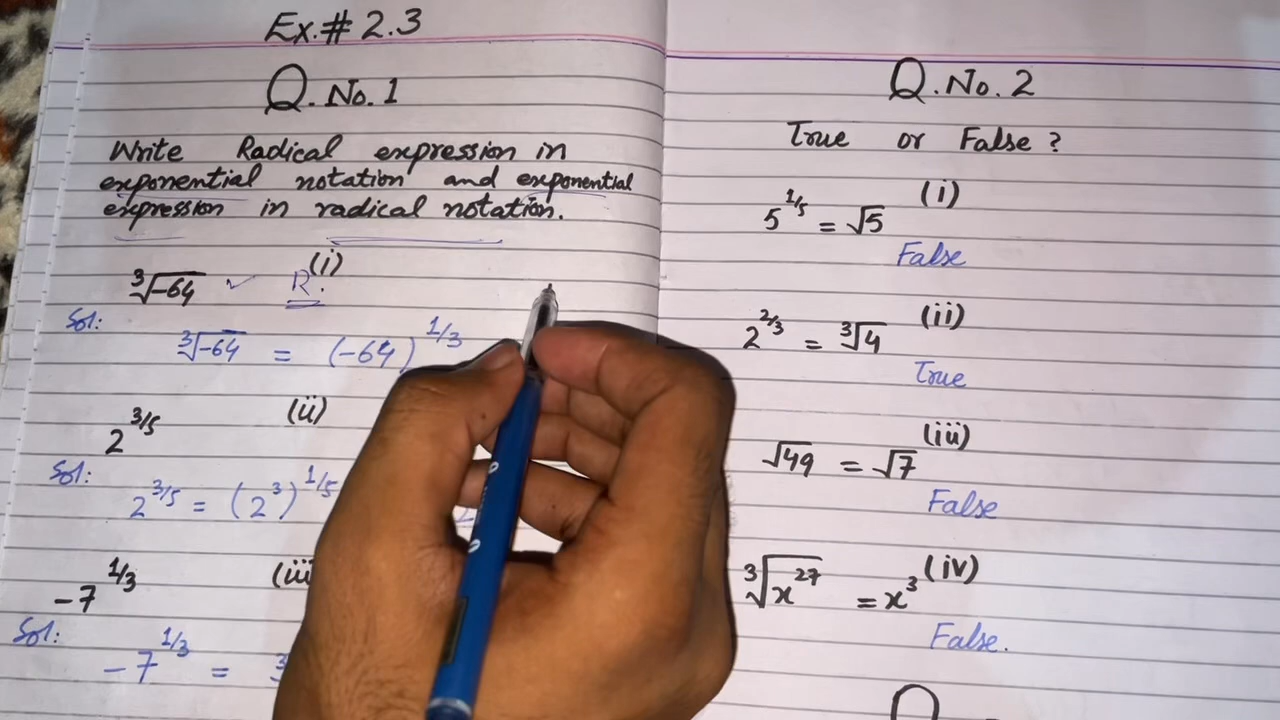 Ex.# 2.3
Q. No. 1
Write Radical expression in
exponential notation and exponential
expression in radical notation.
(i)
∛-64 ✓ R.
Sol:
∛-64 = (-64)^1/3
(ii)
2^3/5
Sol:
2^3/5 = (2^3)^1/5
(iii
-7^1/3
Sol:
-7^1/3 = 3
Q. No. 2
True or False ?
(i)
5^1/5 = √5
False
(ii)
2^2/3 = ∛4
True
(iii)
√49 = √7
False
(iv)
∛x^27 = x^3
False.
Q